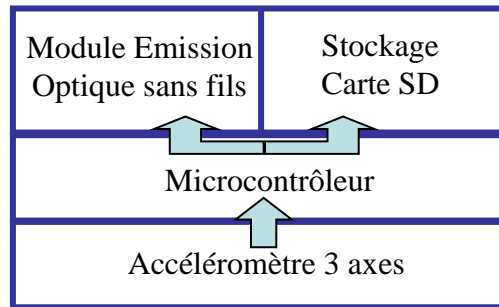 Module Emission
Optique sans fils
Stockage
Carte SD
Microcontrôleur
Accéléromètre 3 axes